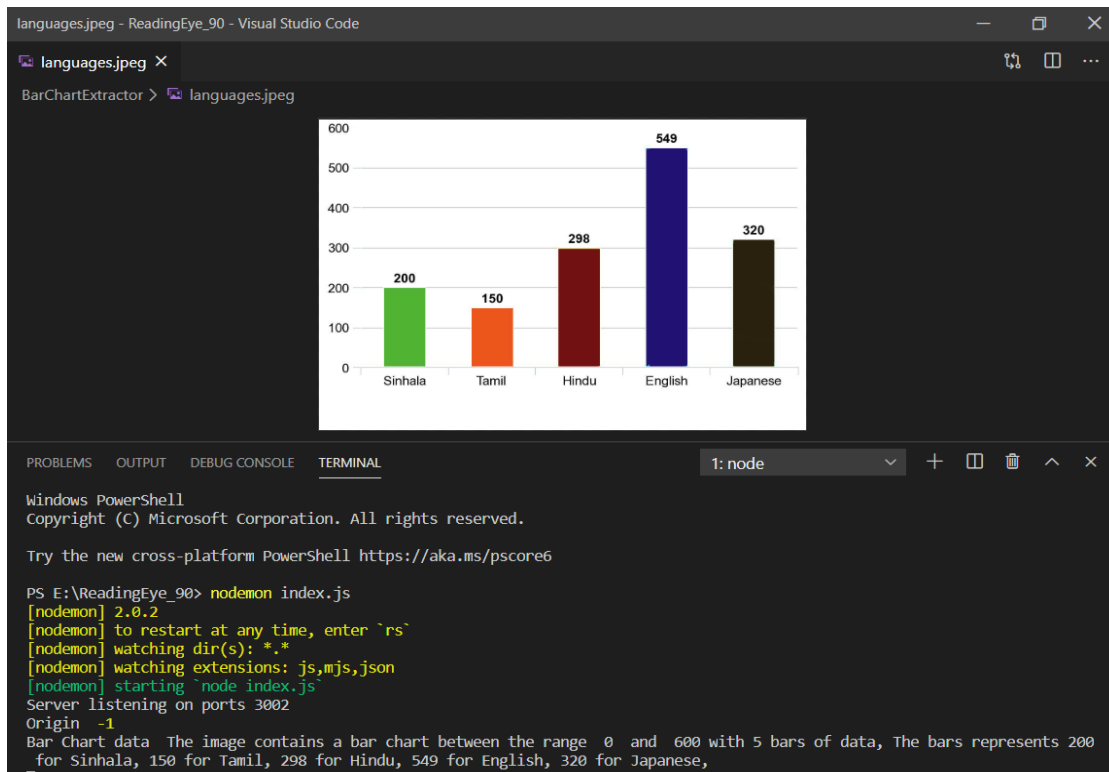 languages.jpeg - ReadingEye_90 - Visual Studio Code
languages.jpeg
BarChartExtractor > languages.jpeg
600
549
500
400
320
298
300
200
200
150
100
0
Sinhala Tamil Hindu English Japanese
PROBLEMS OUTPUT DEBUG CONSOLE TERMINAL 1: node
Windows PowerShell
Copyright (C) Microsoft Corporation. All rights reserved.
Try the new cross-platform PowerShell https://aka.ms/pscore6
PS E:\ReadingEye_90> nodemon index.js
[nodemon] 2.0.2
[nodemon] to restart at any time, enter `rs`
[nodemon] watching dir(s): *.*
[nodemon] watching extensions: js,mjs,json
[nodemon] starting `node index.js`
Server listening on ports 3002
Origin -1
Bar Chart data The image contains a bar chart between the range 0 and 600 with 5 bars of data, The bars represents 200
for Sinhala, 150 for Tamil, 298 for Hindu, 549 for English, 320 for Japanese,